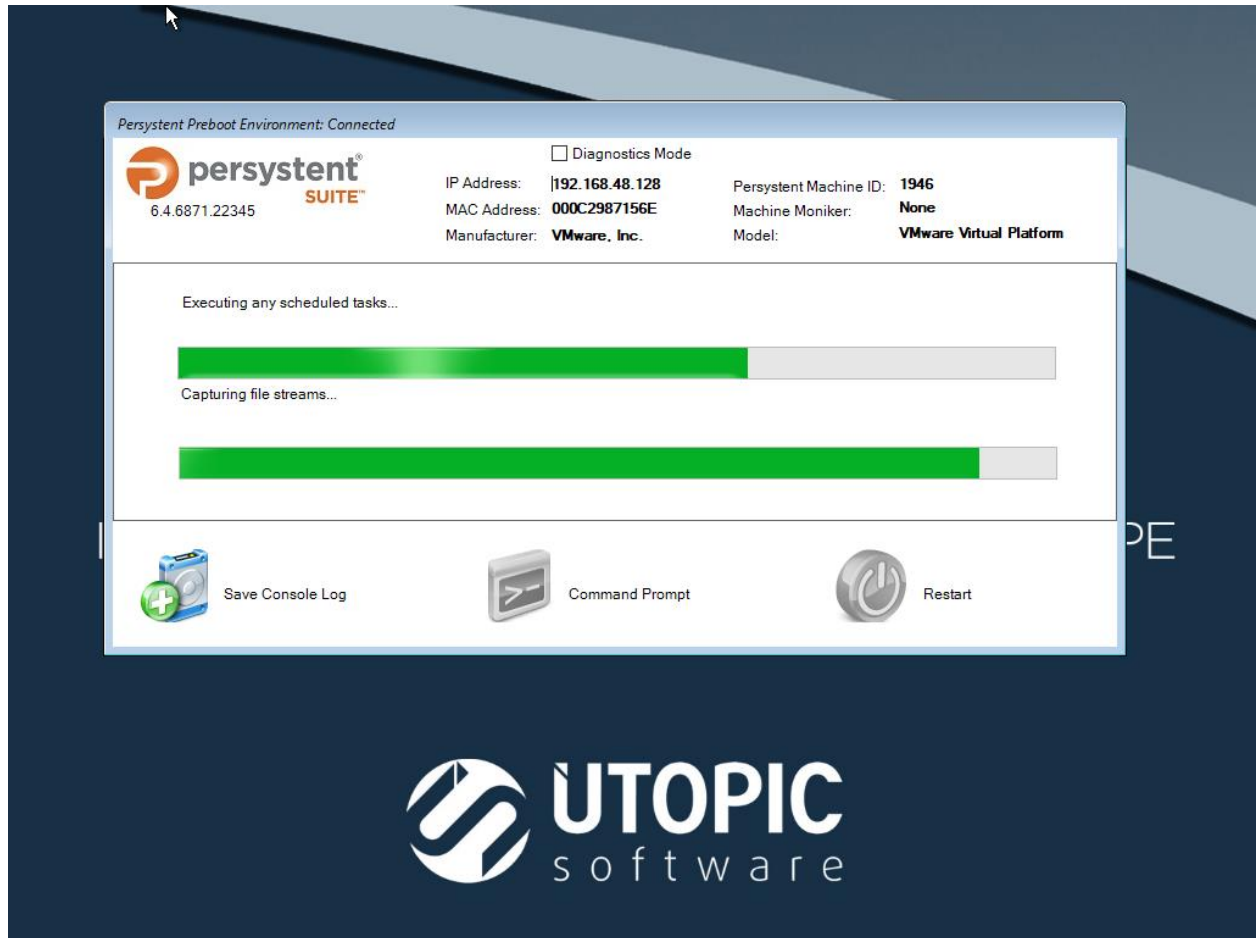 Persystent Preboot Environment: Connected
persystent®
SUITE™
6.4.6871.22345
Diagnostics Mode
IP Address: 192.168.48.128
MAC Address: 000C2987156E
Manufacturer: VMware, Inc.
Persystent Machine ID: 1946
Machine Moniker: None
Model: VMware Virtual Platform
Executing any scheduled tasks...
Capturing file streams...
PE
Save Console Log
Command Prompt
Restart
UTOPIC
software